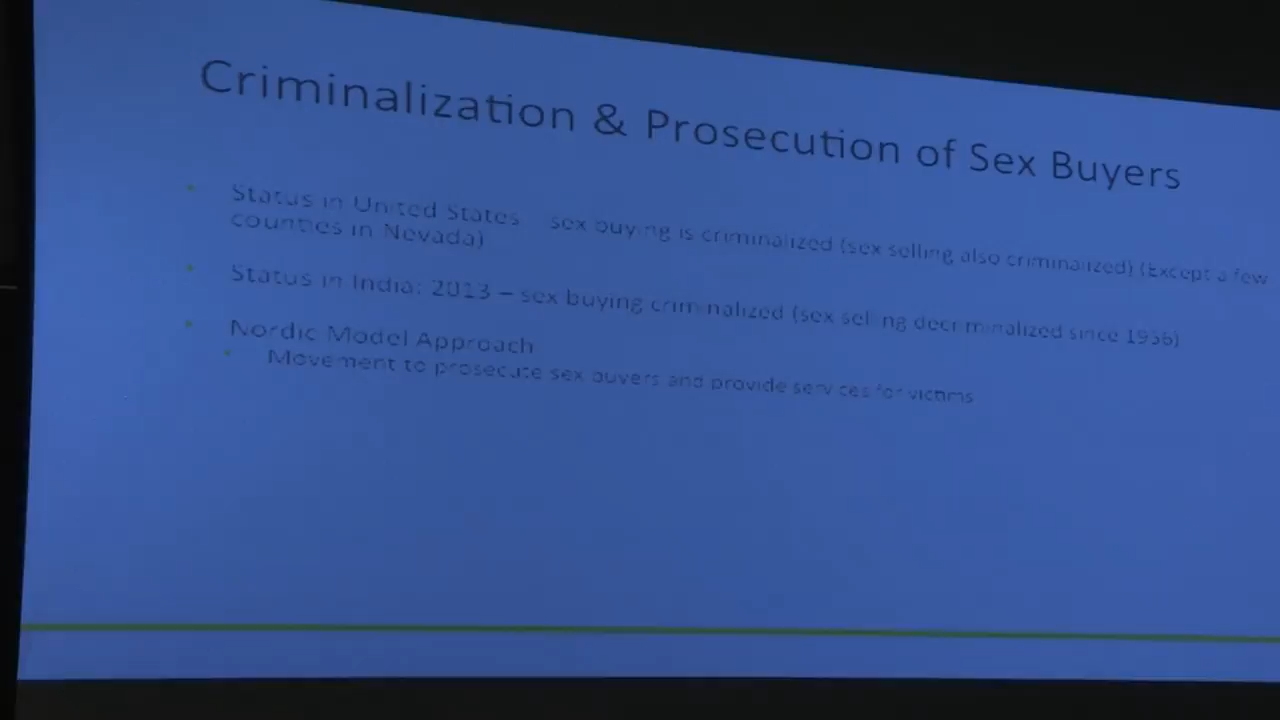 Criminalization & Prosecution of Sex Buyers
Status in United States – sex buying is criminalized (sex selling also criminalized) (Except a few
counties in Nevada)
Status in India: 2013 – sex buying criminalized (sex selling decriminalized since 1956)
Nordic Model Approach
Movement to prosecute sex buyers and provide services for victims